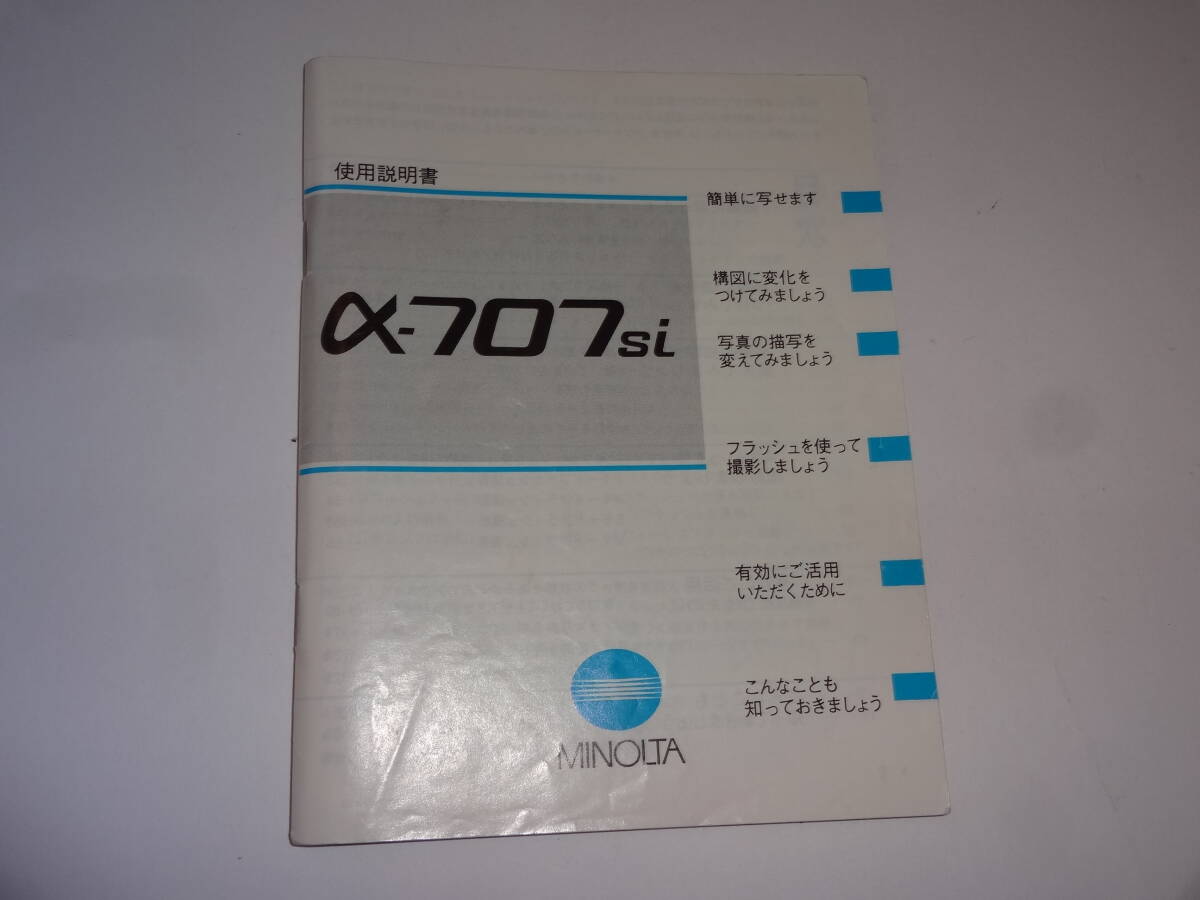 使用説明書
α-707si
簡単に写せます
構図に変化を
つけてみましょう
写真の描写を
変えてみましょう
フラッシュを使って
撮影しましょう
有効にご活用
いただくために
こんなことも
知っておきましょう
MINOLTA